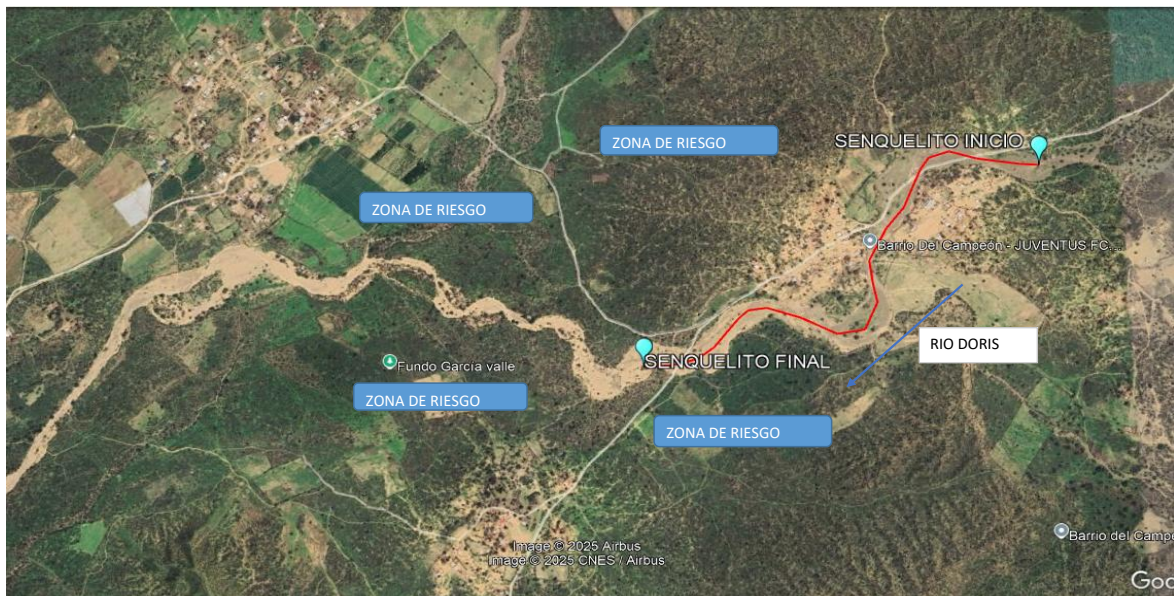 ZONA DE RIESGO
SENQUELITO INICIO
ZONA DE RIESGO
Barrio Del Campeón - JUVENTUS FC....
RIO DORIS
SENQUELITO FINAL
Fundo Garcia valle
ZONA DE RIESGO
ZONA DE RIESGO
Barrio del Campe
Image © 2025 Airbus
Image © 2025 CNES / Airbus
Goo